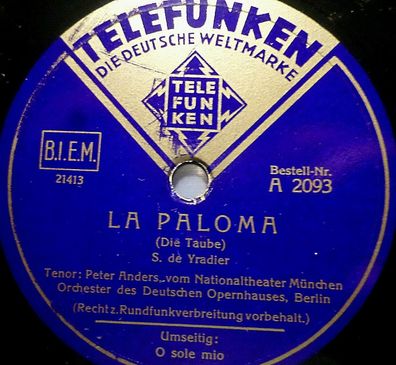 TELEFUNKEN
DIE DEUTSCHE WELTMARKE
TELE
FUN
KEN
B.I.E.M.
21413
Bestell-Nr.
A 2093
LA PALOMA
(Die Taube)
S. de Yradier
Tenor: Peter Anders, vom Nationaltheater München
Orchester des Deutschen Opernhauses, Berlin
(Recht z. Rundfunkverbreitung vorbehalt.)
Umseitig:
O sole mio